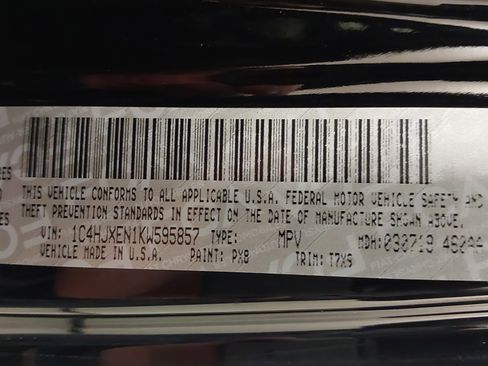 THIS VEHICLE CONFORMS TO ALL APPLICABLE U.S.A. FEDERAL MOTOR VEHICLE SAFETY AND
THEFT PREVENTION STANDARDS IN EFFECT ON THE DATE OF MANUFACTURE SHOWN ABOVE.
VIN: 1C4HJXEN1KW595857 TYPE: MPV MDH:
VEHICLE MADE IN U.S.A. PAINT: PX8 TRIM: T7X9